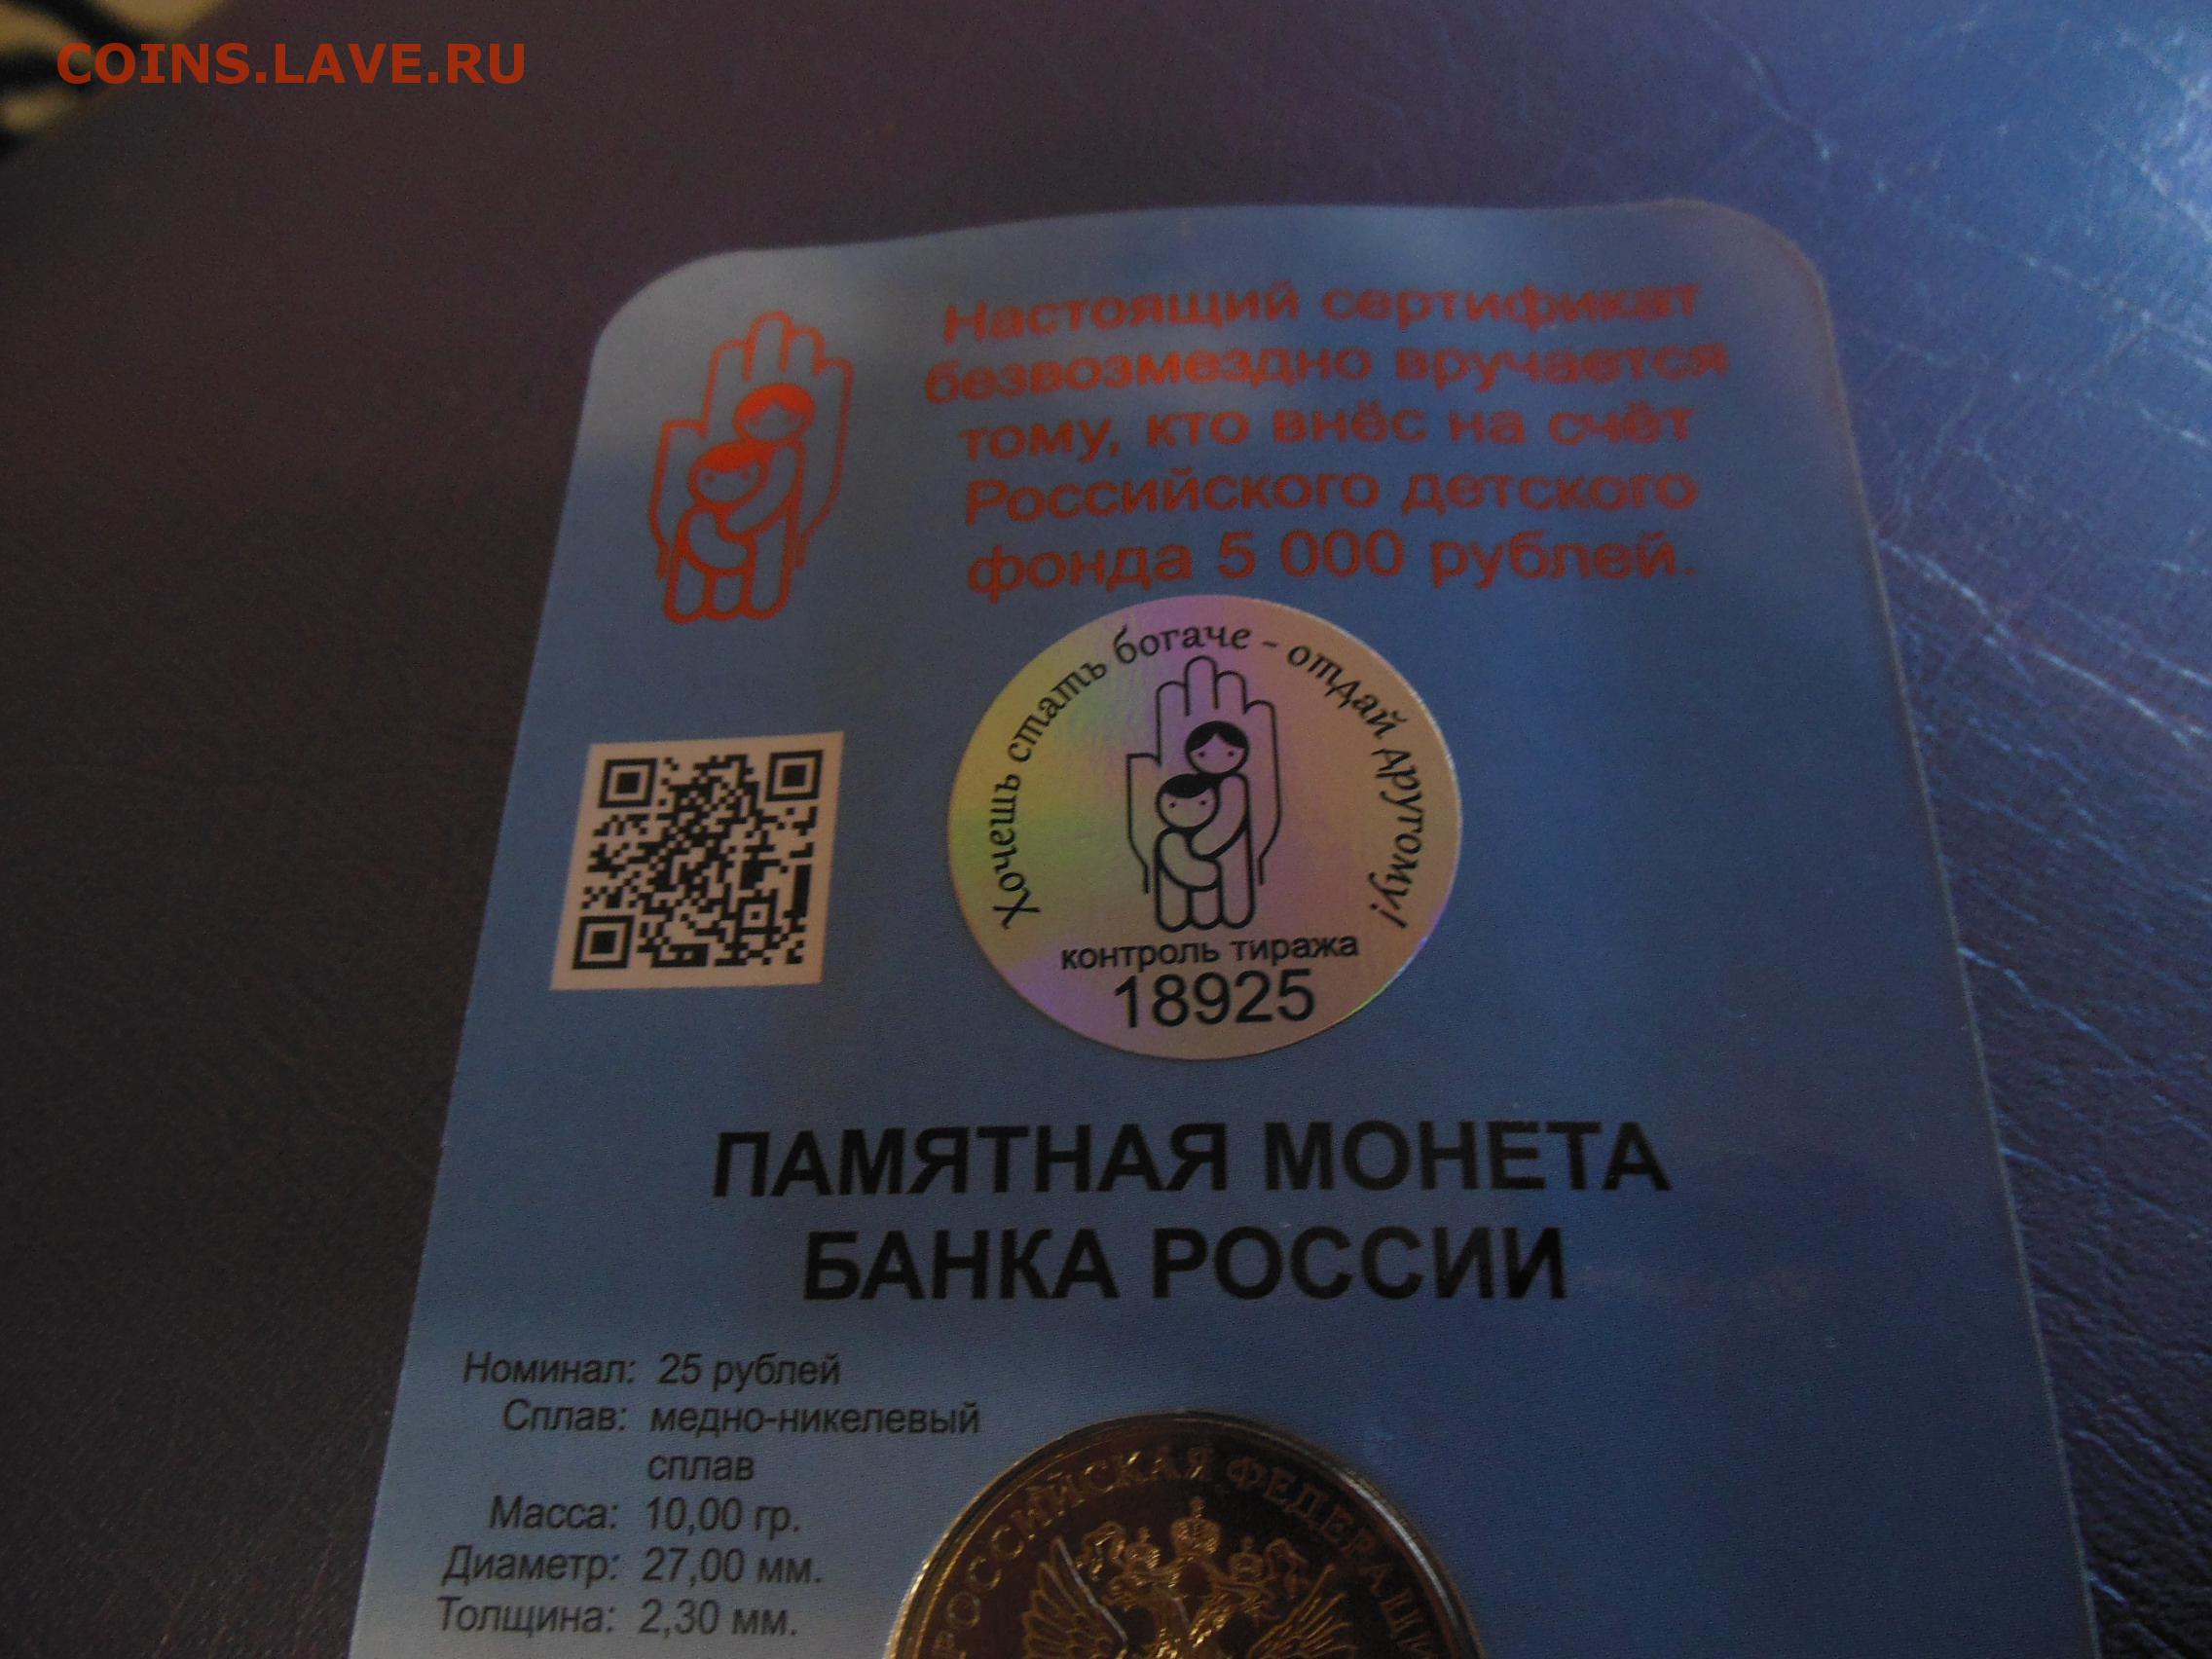 COINS.LAVE.RU
Настоящий сертификат
безвозмездно вручается
тому, кто внёс на счёт
Российского детского
фонда 5 000 рублей.
Хочешь стать богаче - отдай другому!
контроль тиража
18925
ПАМЯТНАЯ МОНЕТА
БАНКА РОССИИ
Номинал: 25 рублей
Сплав: медно-никелевый
сплав
Масса: 10,00 гр.
Диаметр: 27,00 мм.
Толщина: 2,30 мм.
РОССИЙСКАЯ ФЕДЕРАЦИ